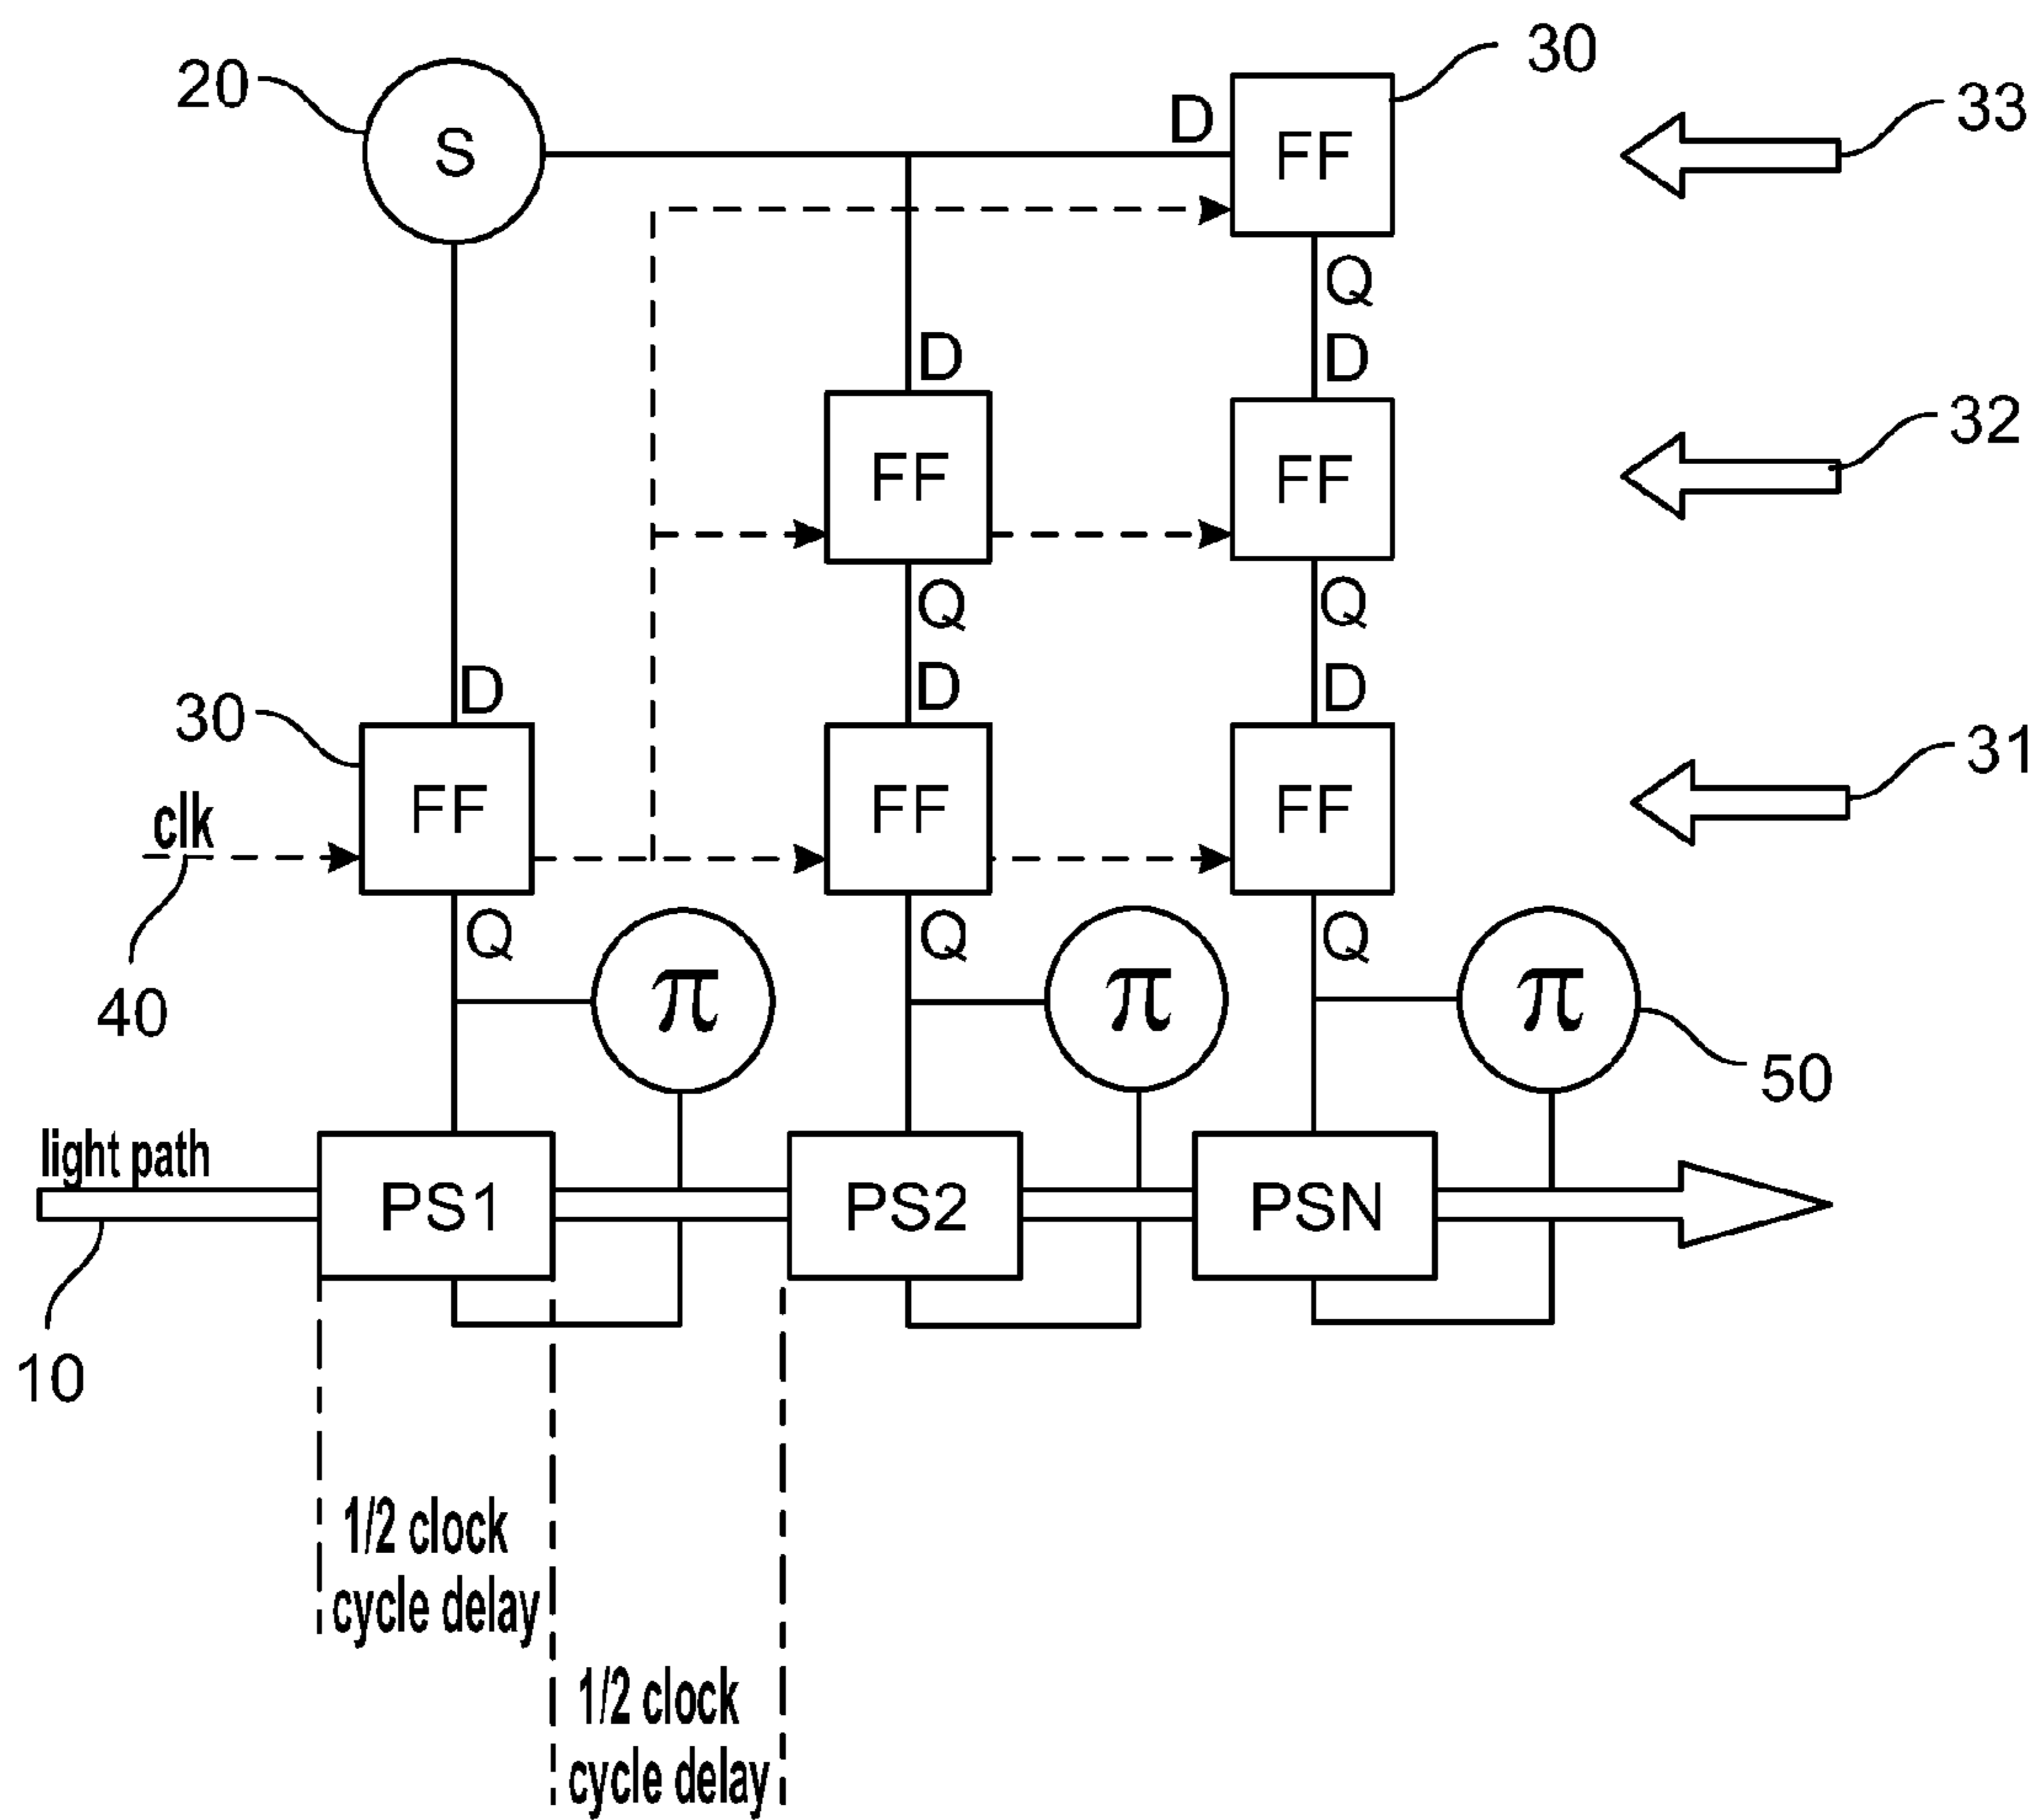 20
S
D
FF
30
33
Q
D
D
FF
FF
32
Q
Q
30
D
D
D
clk
FF
FF
FF
31
40
Q
π
Q
π
Q
π
50
light path
PS1
PS2
PSN
10
1/2 clock
cycle delay
1/2 clock
cycle delay